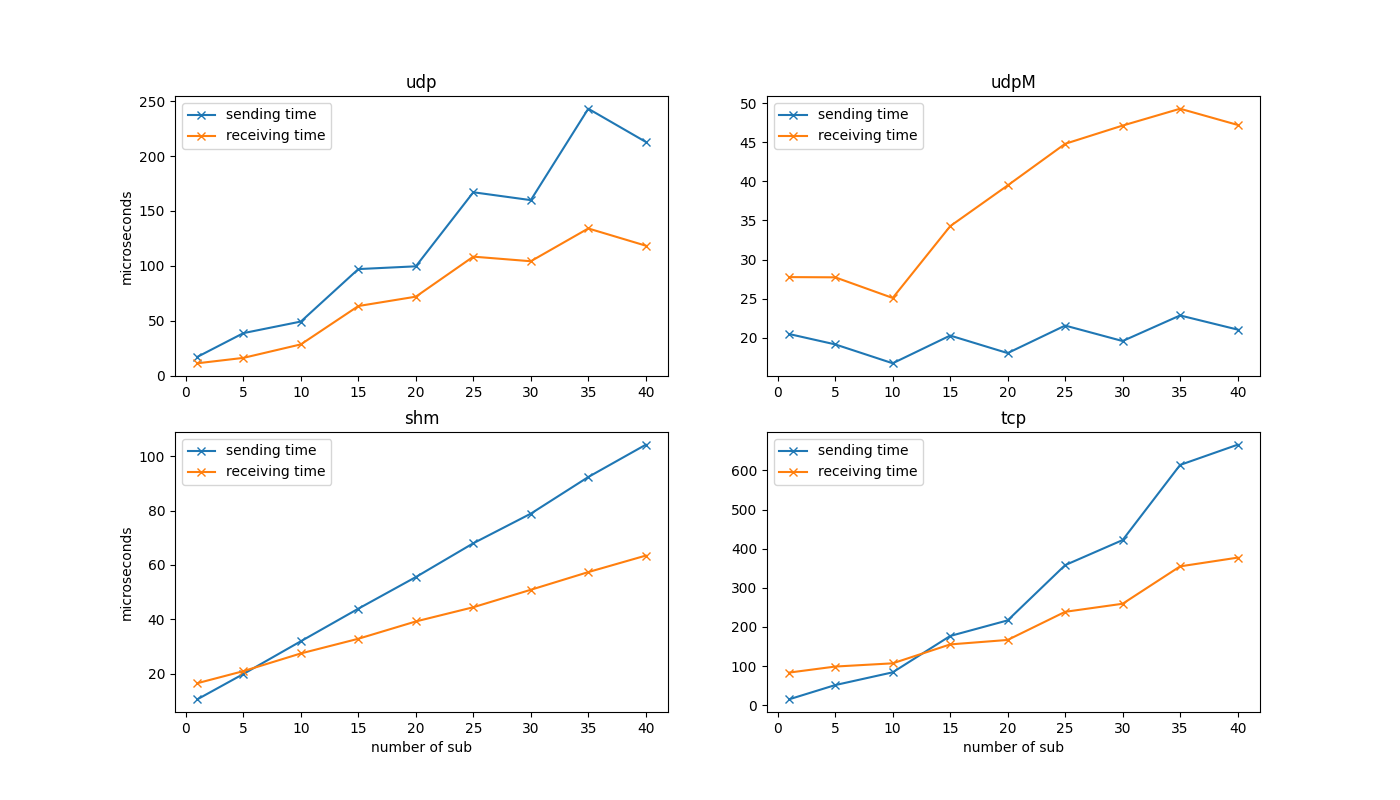 udp
sending time
receiving time
250
200
150
100
50
0
microseconds
0 5 10 15 20 25 30 35 40
udpM
sending time
receiving time
50
45
40
35
30
25
20
0 5 10 15 20 25 30 35 40
shm
sending time
receiving time
100
80
60
40
20
microseconds
0 5 10 15 20 25 30 35 40
number of sub
tcp
sending time
receiving time
600
500
400
300
200
100
0
0 5 10 15 20 25 30 35 40
number of sub